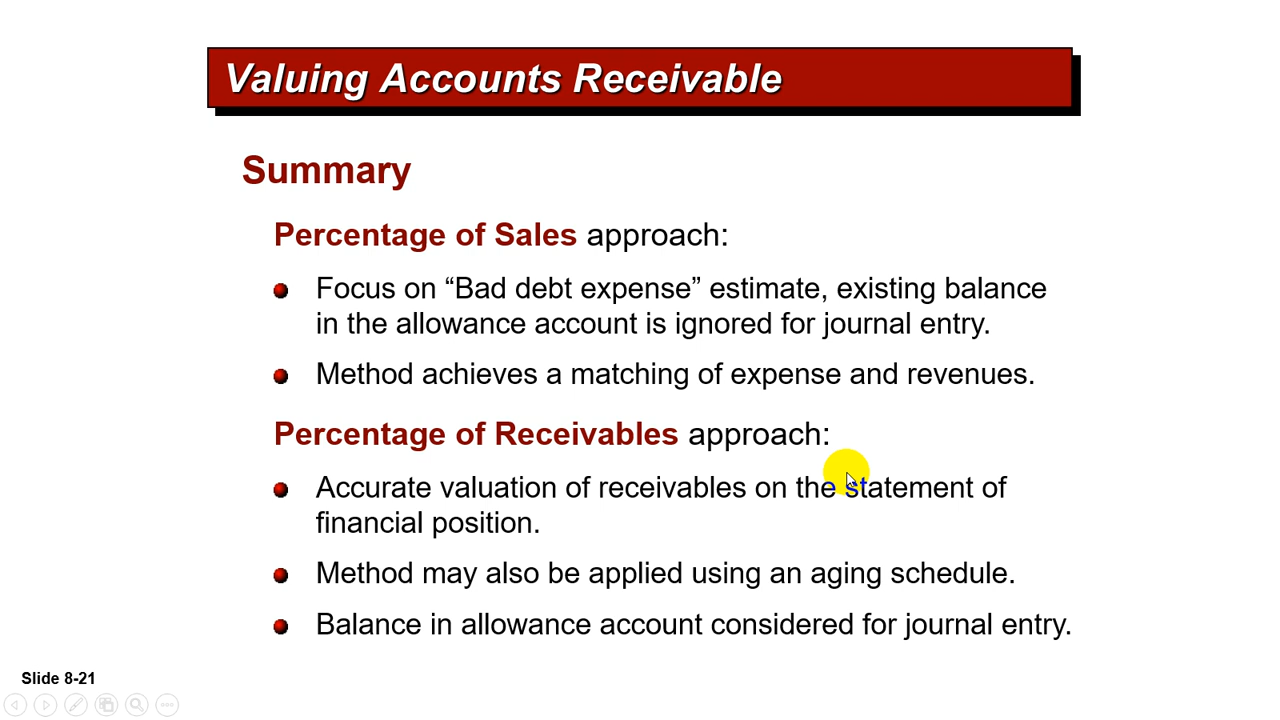 Valuing Accounts Receivable
Summary
Percentage of Sales approach:
Focus on “Bad debt expense” estimate, existing balance
in the allowance account is ignored for journal entry.
Method achieves a matching of expense and revenues.
Percentage of Receivables approach:
Accurate valuation of receivables on the statement of
financial position.
Method may also be applied using an aging schedule.
Balance in allowance account considered for journal entry.
Slide 8-21